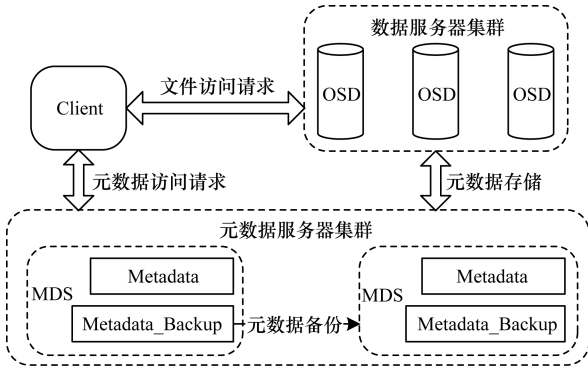 数据服务器集群
OSD OSD OSD
文件访问请求
Client
元数据访问请求
元数据存储
元数据服务器集群
MDS
Metadata
Metadata_Backup
元数据备份
MDS
Metadata
Metadata_Backup